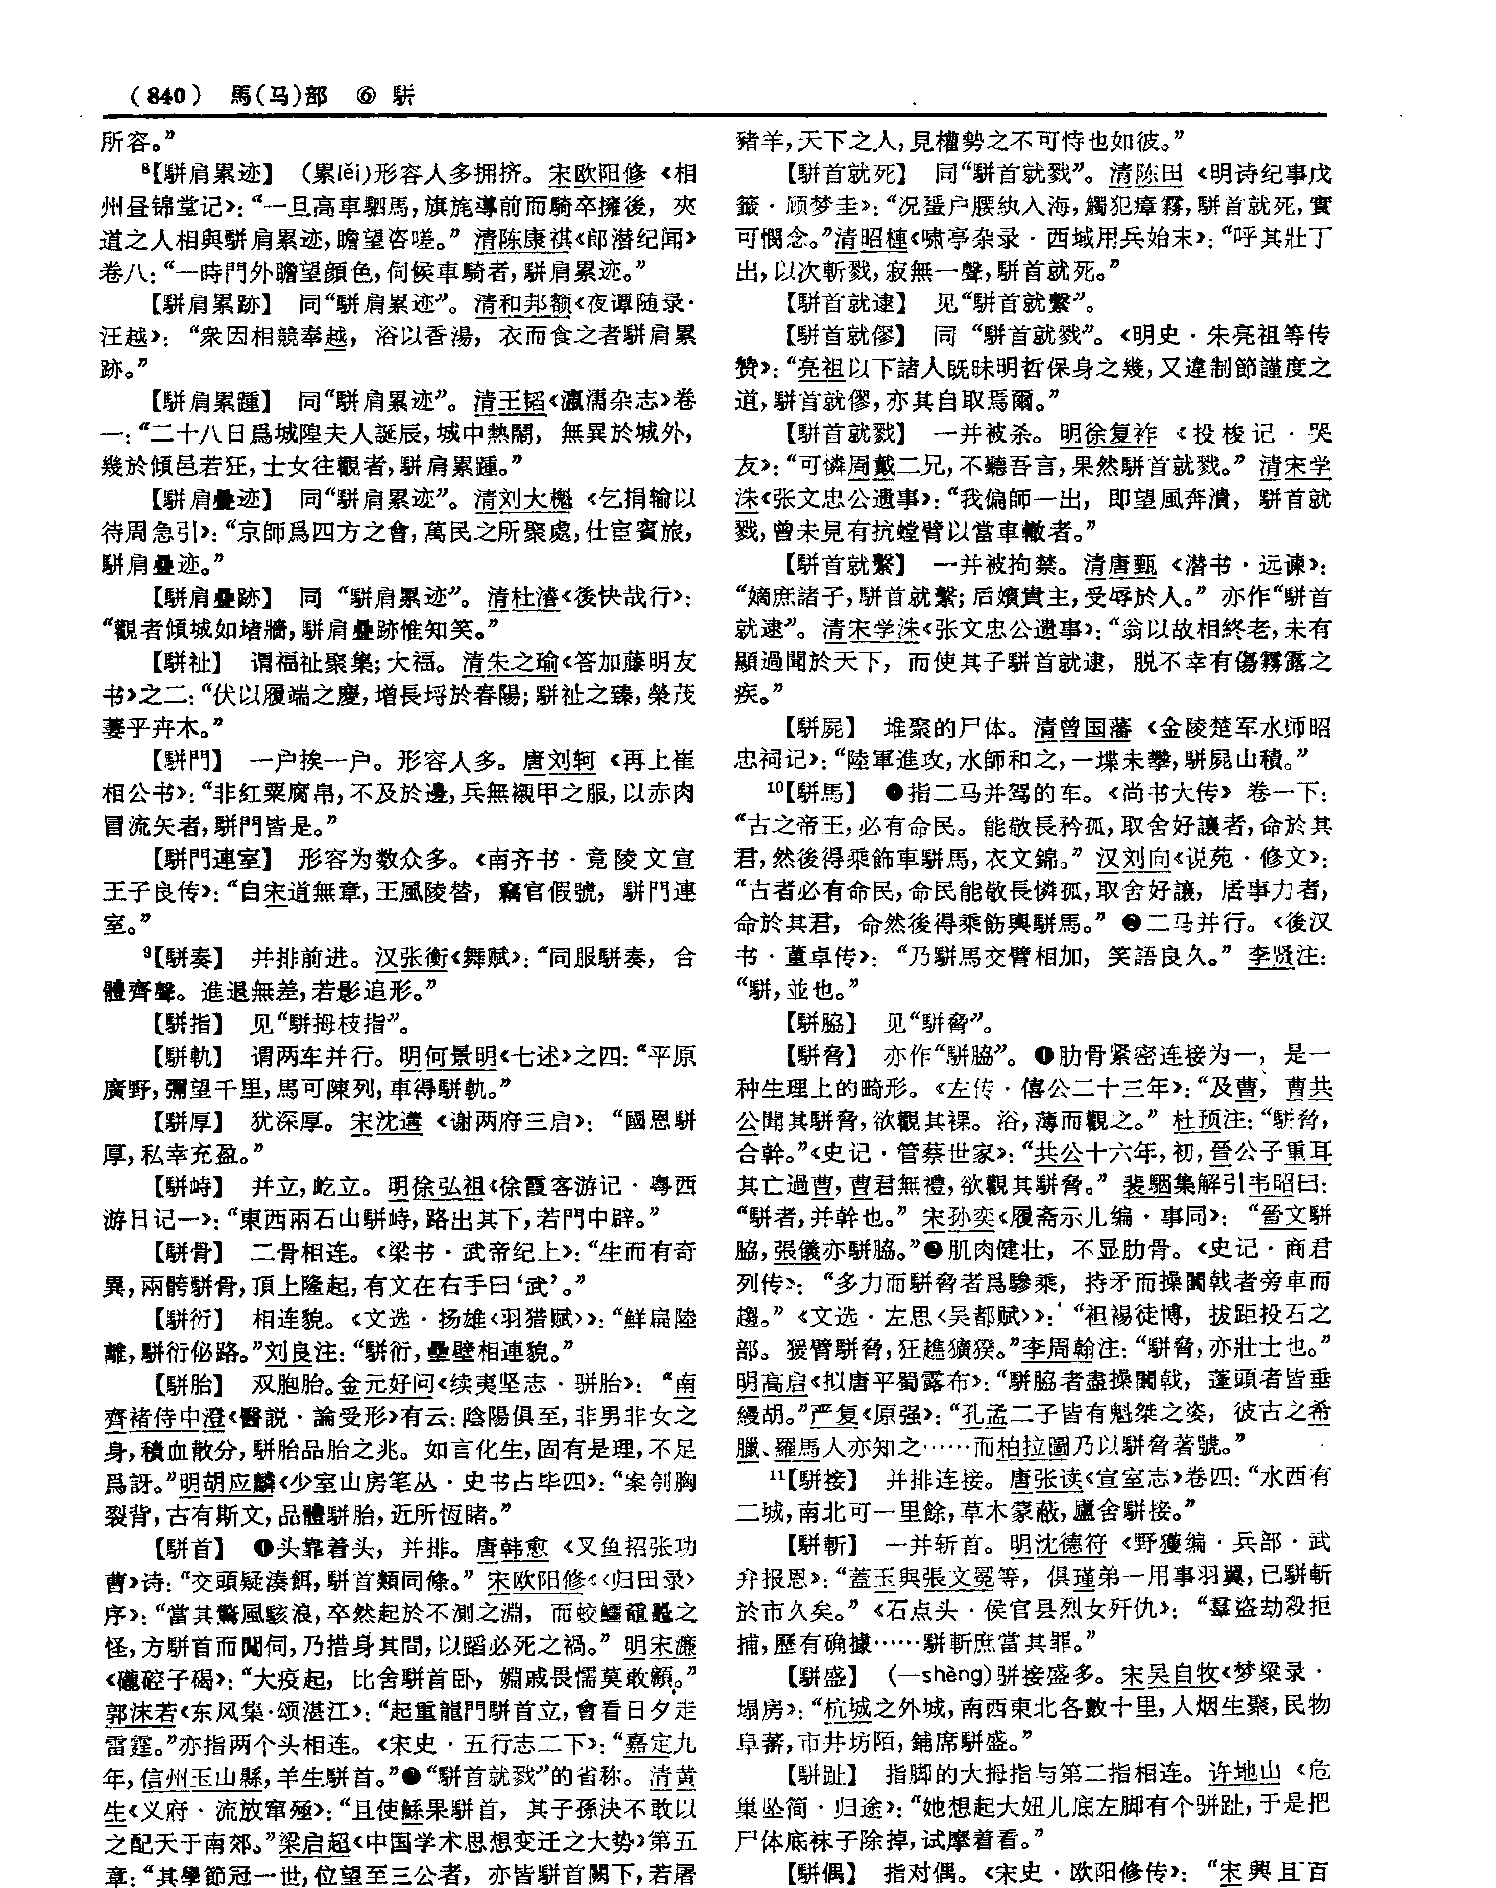 (840) 馬(马)部 ⑥ 駢
所容。”
⁸【駢肩累迹】 (累lěi)形容人多拥挤。宋欧阳修《相
州昼锦堂记》：“一旦高車駟馬，旗旄導前而騎卒擁後，夾
道之人相與駢肩累迹，瞻望咨嗟。” 清陈康祺《郎潜纪闻》
卷八：“一時門外瞻望顔色，伺候車騎者，駢肩累迹。”
【駢肩累跡】 同“駢肩累迹”。清和邦额《夜谭随录·
汪越》：“衆因相競奉越，浴以香湯，衣而食之者駢肩累
跡。”
【駢肩累踵】 同“駢肩累迹”。清王韬《瀛濡杂志》卷
一：“二十八日爲城隍夫人誕辰，城中熱鬧，無異於城外，
幾於傾邑若狂，士女往觀者，駢肩累踵。”
【駢肩疊迹】 同“駢肩累迹”。清刘大櫆《乞捐输以
待周急引》：“京師爲四方之會，萬民之所聚處，仕宦賓旅，
駢肩疊迹。”
【駢肩疊跡】 同“駢肩累迹”。清杜濬《後快哉行》：
“觀者傾城如堵牆，駢肩疊跡惟知笑。”
【駢祉】 谓福祉聚集；大福。清朱之瑜《答加藤明友
书》之二：“伏以履端之慶，增長埒於春陽；駢祉之臻，榮茂
萋乎卉木。”
【駢門】 一户挨一户。形容人多。唐刘轲《再上崔
相公书》：“非红粟腐帛，不及於邊，兵無襯甲之服，以赤肉
冒流矢者，駢門皆是。”
【駢門連室】 形容为数众多。《南齐书·竟陵文宣
王子良传》：“自宋道無章，王風陵替，竊官假號，駢門連
室。”
⁹【駢奏】 并排前进。汉张衡《舞赋》：“同服駢奏，合
體齊聲。進退無差，若影追形。”
【駢指】 见“駢拇枝指”。
【駢軌】 谓两车并行。明何景明《七述》之四：“平原
廣野，彌望千里，馬可陳列，車得駢軌。”
【駢厚】 犹深厚。宋沈遘《谢两府三启》：“國恩駢
厚，私幸充盈。”
【駢峙】 并立，屹立。明徐弘祖《徐霞客游记·粤西
游日记一》：“東西兩石山駢峙，路出其下，若門中辟。”
【駢骨】 二骨相连。《梁书·武帝纪上》：“生而有奇
異，兩骻駢骨，頂上隆起，有文在右手曰‘武’。”
【駢衍】 相连貌。《文选·扬雄〈羽猎赋〉》：“鮮扁陸
離，駢衍佖路。”刘良注：“駢衍，壘壁相連貌。”
【駢胎】 双胞胎。金元好问《续夷坚志·骈胎》：“南
齊褚侍中澄《醫説·論受形》有云：陰陽俱至，非男非女之
身，積血散分，駢胎品胎之兆。如言化生，固有是理，不足
爲訝。”明胡应麟《少室山房笔丛·史书占毕四》：“案刳胸
裂背，古有斯文，品體駢胎，近所恆睹。”
【駢首】 ❶头靠着头，并排。唐韩愈《叉鱼招张功
曹》诗：“交頭疑湊餌，駢首類同條。” 宋欧阳修《〈归田录〉
序》：“當其驚風駭浪，卒然起於不測之淵，而蛟鱷黿鼉之
怪，方駢首而闖伺，乃措身其間，以蹈必死之禍。” 明宋濂
《磝硿子碣》：“大疫起，比舍駢首卧，婣戚畏懦莫敢顧。”
郭沫若《东风集·颂湛江》：“起重龍門駢首立，會看日夕走
雷霆。”亦指两个头相连。《宋史·五行志二下》：“嘉定九
年，信州玉山縣，羊生駢首。”❷“駢首就戮”的省称。清黄
生《义府·流放窜殛》：“且使鯀果駢首，其子孫決不敢以
之配天于南郊。”梁启超《中国学术思想变迁之大势》第五
章：“其學節冠一世，位望至三公者，亦皆駢首闕下，若屠
豬羊，天下之人，見權勢之不可恃也如彼。”
【駢首就死】 同“駢首就戮”。清陈田《明诗纪事戊
籤·顾梦圭》：“况蜑户腰紈入海，觸犯瘴霧，駢首就死，實
可憫念。”清昭槤《啸亭杂录·西域用兵始末》：“呼其壯丁
出，以次斬戮，寂無一聲，駢首就死。”
【駢首就逮】 见“駢首就繫”。
【駢首就僇】 同“駢首就戮”。《明史·朱亮祖等传
赞》：“亮祖以下諸人既昧明哲保身之幾，又違制節謹度之
道，駢首就僇，亦其自取焉爾。”
【駢首就戮】 一并被杀。明徐复祚《投梭记·哭
友》：“可憐周戴二兄，不聽吾言，果然駢首就戮。” 清宋学
洙《张文忠公遗事》：“我偏師一出，即望風奔潰，駢首就
戮，曾未見有抗螳臂以當車轍者。”
【駢首就繫】 一并被拘禁。清唐甄《潜书·远谏》：
“嫡庶諸子，駢首就繫；后嬪貴主，受辱於人。” 亦作“駢首
就逮”。清宋学洙《张文忠公遗事》：“翁以故相終老，未有
顯過聞於天下，而使其子駢首就逮，脱不幸有傷霧露之
疾。”
【駢屍】 堆聚的尸体。清曾国藩《金陵楚军水师昭
忠祠记》：“陸軍進攻，水師和之，一堞未攀，駢屍山積。”
¹⁰【駢馬】 ❶指二马并驾的车。《尚书大传》卷一下：
“古之帝王，必有命民。能敬長矜孤，取舍好讓者，命於其
君，然後得乘飾車駢馬，衣文錦。” 汉刘向《说苑·修文》：
“古者必有命民，命民能敬長憐孤，取舍好讓，居事力者，
命於其君，命然後得乘飭輿駢馬。” ❷二马并行。《後汉
书·董卓传》：“乃駢馬交臂相加，笑語良久。” 李贤注：
“駢，並也。”
【駢脇】 见“駢脅”。
【駢脅】 亦作“駢脇”。❶肋骨紧密连接为一，是一
种生理上的畸形。《左传·僖公二十三年》：“及曹，曹共
公聞其駢脅，欲觀其裸。浴，薄而觀之。” 杜预注：“駢脅，
合幹。”《史记·管蔡世家》：“共公十六年，初，晉公子重耳
其亡過曹，曹君無禮，欲觀其駢脅。” 裴駰集解引韦昭曰：
“駢者，并幹也。” 宋孙奕《履斋示儿编·事同》：“晉文駢
脇，張儀亦駢脇。”❷肌肉健壮，不显肋骨。《史记·商君
列传》：“多力而駢脅者爲驂乘，持矛而操闟戟者旁車而
趨。”《文选·左思〈吴都赋〉》：“袒裼徒搏，拔距投石之
部。猨臂駢脅，狂趭獷猤。”李周翰注：“駢脅，亦壯士也。”
明高启《拟唐平蜀露布》：“駢脇者盡操闟戟，蓬頭者皆垂
縵胡。”严复《原强》：“孔孟二子皆有魁桀之姿，彼古之希
臘、羅馬人亦知之……而柏拉圖乃以駢脅著號。”
¹¹【駢接】 并排连接。唐张读《宣室志》卷四：“水西有
二城，南北可一里餘，草木蒙蔽，廬舍駢接。”
【駢斬】 一并斩首。明沈德符《野獲编·兵部·武
弁报恩》：“蓋玉與張文冕等，俱瑾弟一用事羽翼，已駢斬
於市久矣。”《石点头·侯官县烈女歼仇》：“羣盗劫殺拒
捕，歷有确據……駢斬庶當其罪。”
【駢盛】 (—shèng)骈接盛多。宋吴自牧《梦粱录·
塌房》：“杭城之外城，南西東北各數十里，人烟生聚，民物
阜蕃，市井坊陌，鋪席駢盛。”
【駢趾】 指脚的大拇指与第二指相连。许地山《危
巢坠简·归途》：“她想起大妞儿底左脚有个骈趾，于是把
尸体底袜子除掉，试摩着看。”
【駢偶】 指对偶。《宋史·欧阳修传》：“宋興且百